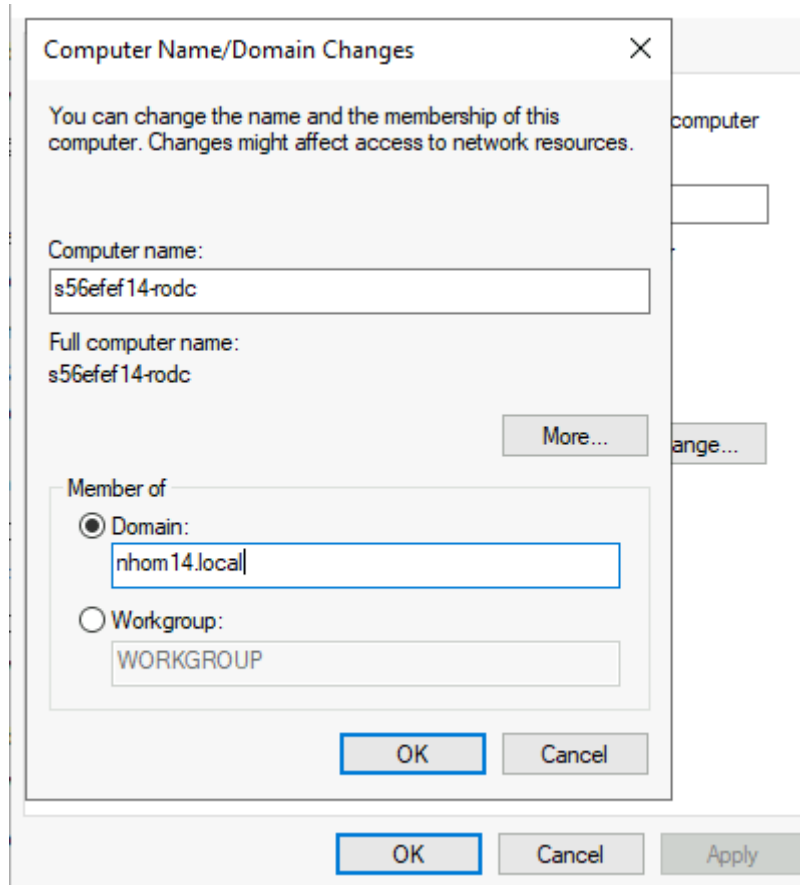 Computer Name/Domain Changes
You can change the name and the membership of this
computer. Changes might affect access to network resources.
computer
Computer name:
s56efef14-rodc
Full computer name:
s56efef14-rodc
More...
ange...
Member of
Domain:
nhom14.local
Workgroup:
WORKGROUP
OK Cancel
OK Cancel Apply